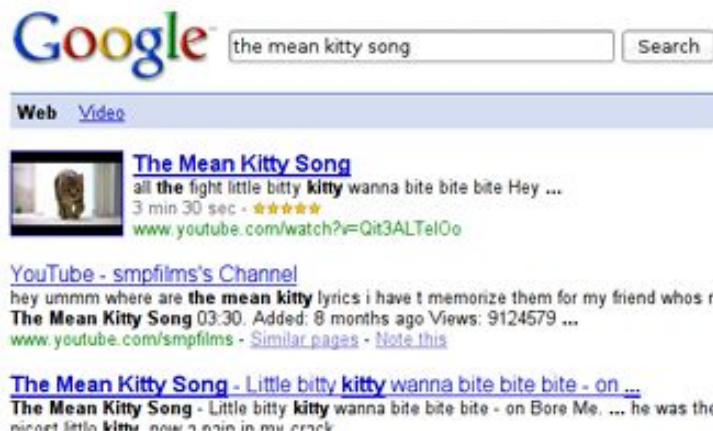 Google the mean kitty song Search
Web Video
The Mean Kitty Song
all the fight little bitty kitty wanna bite bite bite Hey ...
3 min 30 sec -
www.youtube.com/watch?v=Qit3ALTelOo
YouTube - smpfilms's Channel
hey ummm where are the mean kitty lyrics i have t memorize them for my friend whos
The Mean Kitty Song 03:30. Added: 8 months ago Views: 9124579 ...
www.youtube.com/smpfilms - Similar pages - Note this
The Mean Kitty Song - Little bitty kitty wanna bite bite bite - on ...
The Mean Kitty Song - Little bitty kitty wanna bite bite bite - on Bore Me. ... he was the
nicest little kitty, now a pain in my crack